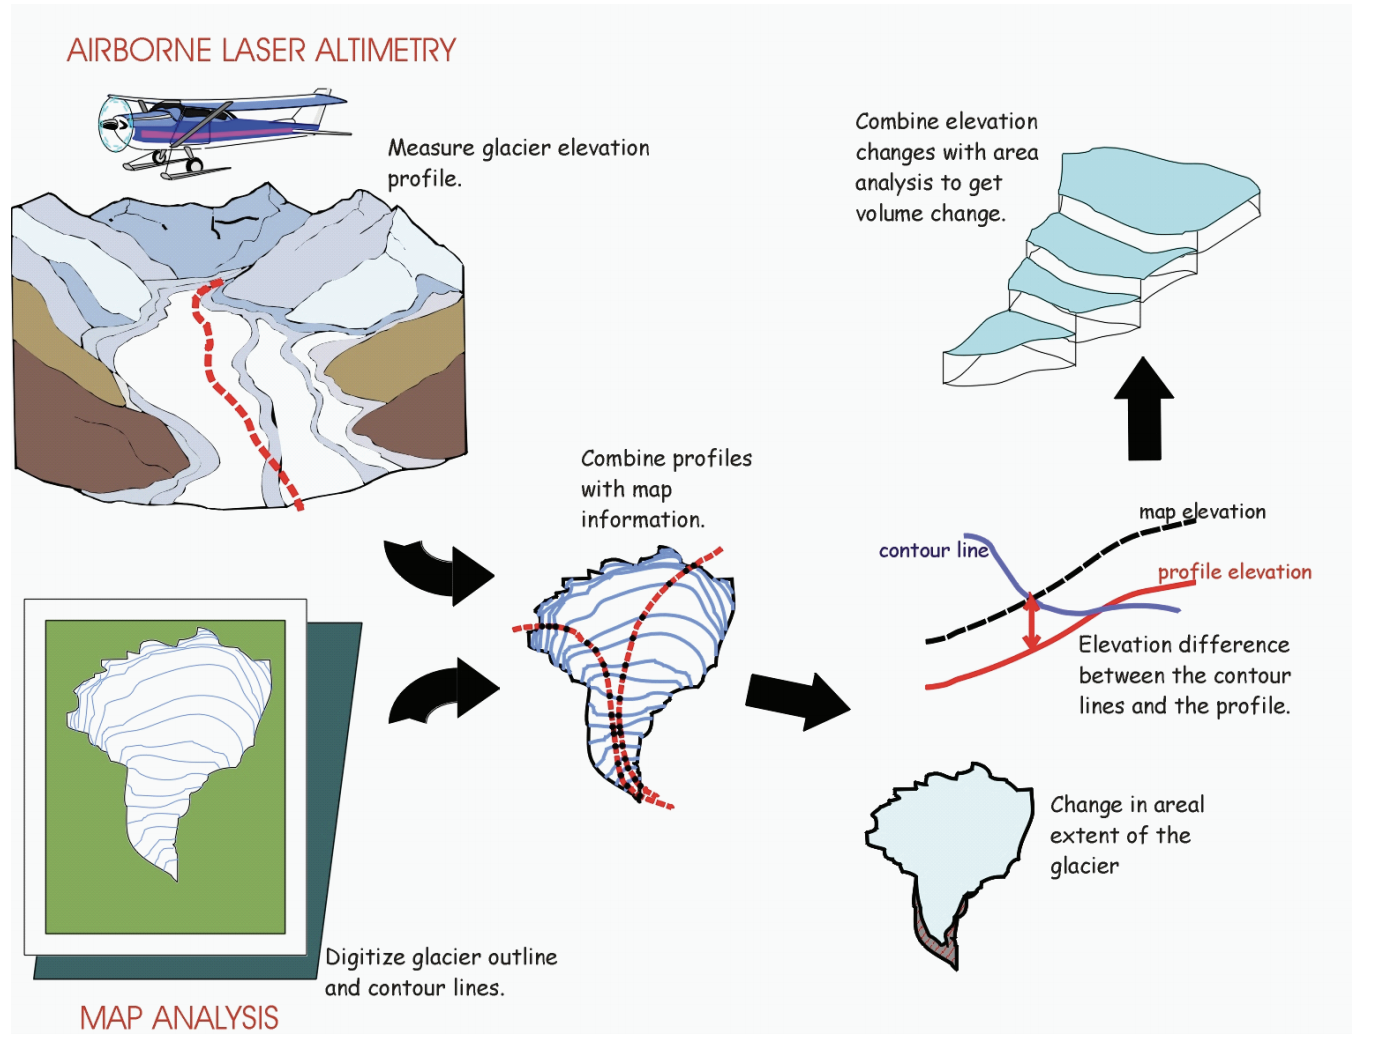 AIRBORNE LASER ALTIMETRY
Measure glacier elevation
profile.
Combine elevation
changes with area
analysis to get
volume change.
Combine profiles
with map
information.
map elevation
contour line
profile elevation
Elevation difference
between the contour
lines and the profile.
Change in areal
extent of the
glacier
Digitize glacier outline
and contour lines.
MAP ANALYSIS